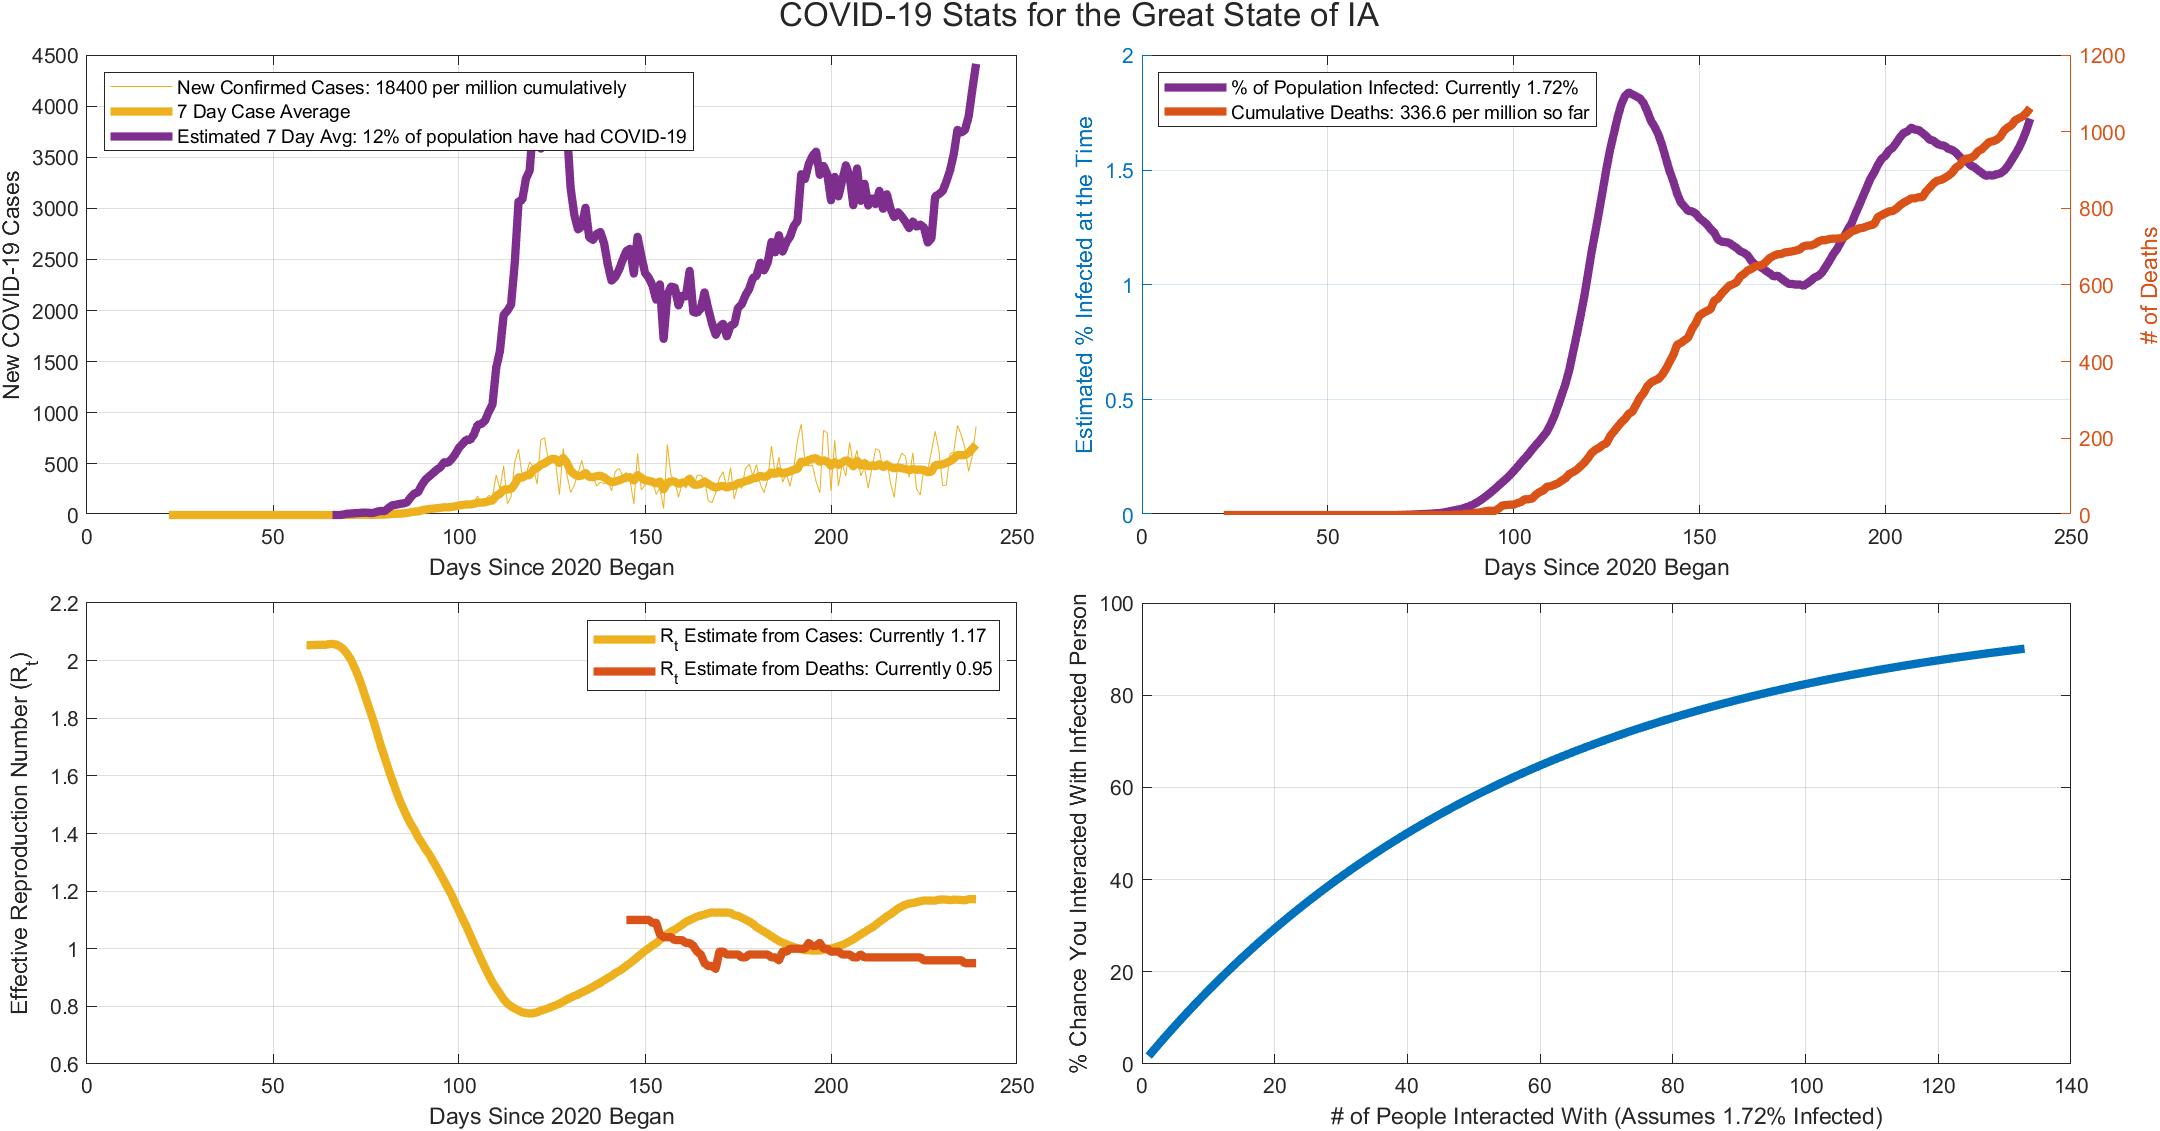 COVID-19 Stats for the Great State of IA
New COVID-19 Cases
4500
4000
3500
3000
2500
2000
1500
1000
500
0
New Confirmed Cases: 18400 per million cumulatively
7 Day Case Average
Estimated 7 Day Avg: 12% of population have had COVID-19
0 50 100 150 200 250
Days Since 2020 Began
Estimated % Infected at the Time
2
1.5
1
0.5
0
% of Population Infected: Currently 1.72%
Cumulative Deaths: 336.6 per million so far
1200
1000
800
600
400
200
0
# of Deaths
0 50 100 150 200 250
Days Since 2020 Began
Effective Reproduction Number (Rt)
2.2
2
1.8
1.6
1.4
1.2
1
0.8
0.6
Rt Estimate from Cases: Currently 1.17
Rt Estimate from Deaths: Currently 0.95
0 50 100 150 200 250
Days Since 2020 Began
% Chance You Interacted With Infected Person
100
80
60
40
20
0
0 20 40 60 80 100 120 140
# of People Interacted With (Assumes 1.72% Infected)